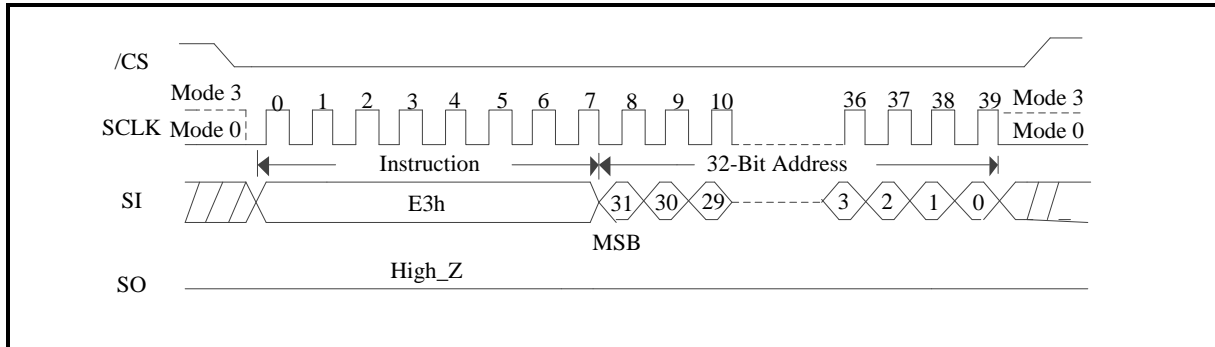 /CS
Mode 3 0 1 2 3 4 5 6 7 8 9 10 36 37 38 39 Mode 3
SCLK Mode 0 Mode 0
Instruction 32-Bit Address
SI E3h 31 30 29 3 2 1 0
MSB
High_Z
SO